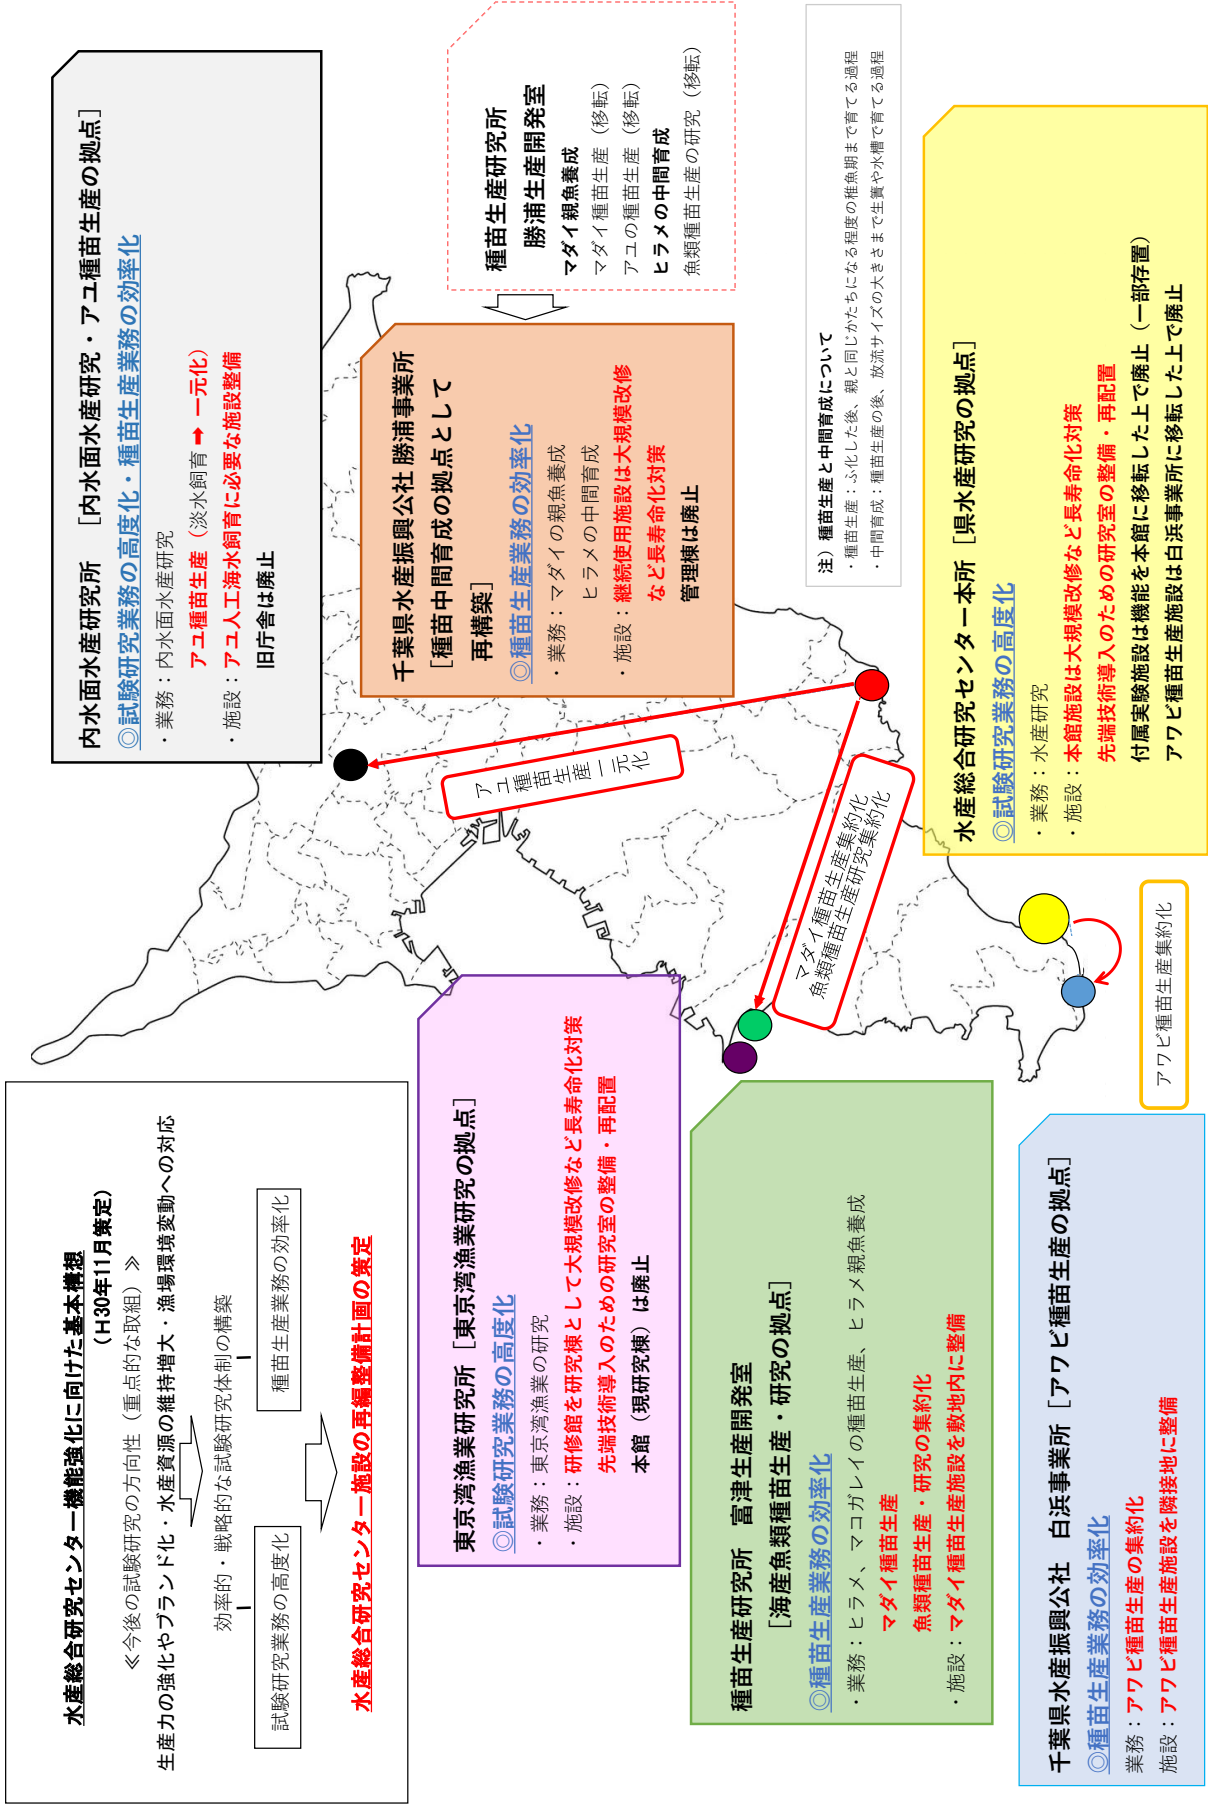 水産総合研究センター機能強化に向けた基本構想
（H30年11月策定）
≪今後の試験研究の方向性（重点的な取組）≫
生産力の強化やブランド化・水産資源の維持増大・漁場環境変動への対応
効率的・戦略的な試験研究体制の構築
試験研究業務の高度化
種苗生産業務の効率化
水産総合研究センター施設の再編整備計画の策定
内水面水産研究所　［内水面水産研究・アユ種苗生産の拠点］
◎試験研究業務の高度化・種苗生産業務の効率化
・業務：内水面水産研究
アユ種苗生産（淡水飼育 ➡ 一元化）
・施設：アユ人工海水飼育に必要な施設整備
旧庁舎は廃止
東京湾漁業研究所［東京湾漁業研究の拠点］
◎試験研究業務の高度化
・業務：東京湾漁業の研究
・施設：研修館を研究棟として大規模改修など長寿命化対策
先端技術導入のための研究室の整備・再配置
本館（現研究棟）は廃止
千葉県水産振興公社 勝浦事業所
［種苗中間育成の拠点として
再構築］
◎種苗生産業務の効率化
・業務：マダイの親魚養成
ヒラメの中間育成
・施設：継続使用施設は大規模改修
など長寿命化対策
管理棟は廃止
種苗生産研究所
勝浦生産開発室
マダイ親魚養成
マダイ種苗生産（移転）
アユの種苗生産（移転）
ヒラメの中間育成
魚類種苗生産の研究（移転）
アユ
種苗生産一元化
マダイ種苗生産集約化
魚類種苗生産研究集約化
種苗生産研究所　富津生産開発室
［海産魚類種苗生産・研究の拠点］
◎種苗生産業務の効率化
・業務：ヒラメ、マコガレイの種苗生産、ヒラメ親魚養成
マダイ種苗生産
魚類種苗生産・研究の集約化
・施設：マダイ種苗生産施設を敷地内に整備
注）種苗生産と中間育成について
・種苗生産：ふ化した後、親と同じかたちになる程度の稚魚期まで育てる過程
・中間育成：種苗生産の後、放流サイズの大きさまで生簀や水槽で育てる過程
水産総合研究センター本所［県水産研究の拠点］
◎試験研究業務の高度化
・業務：水産研究
・施設：本館施設は大規模改修など長寿命化対策
先端技術導入のための研究室の整備・再配置
付属実験施設は機能を本館に移転した上で廃止（一部存置）
アワビ種苗生産施設は白浜事業所に移転した上で廃止
アワビ種苗生産集約化
千葉県水産振興公社　白浜事業所［アワビ種苗生産の拠点］
◎種苗生産業務の効率化
業務：アワビ種苗生産の集約化
施設：アワビ種苗生産施設を隣接地に整備